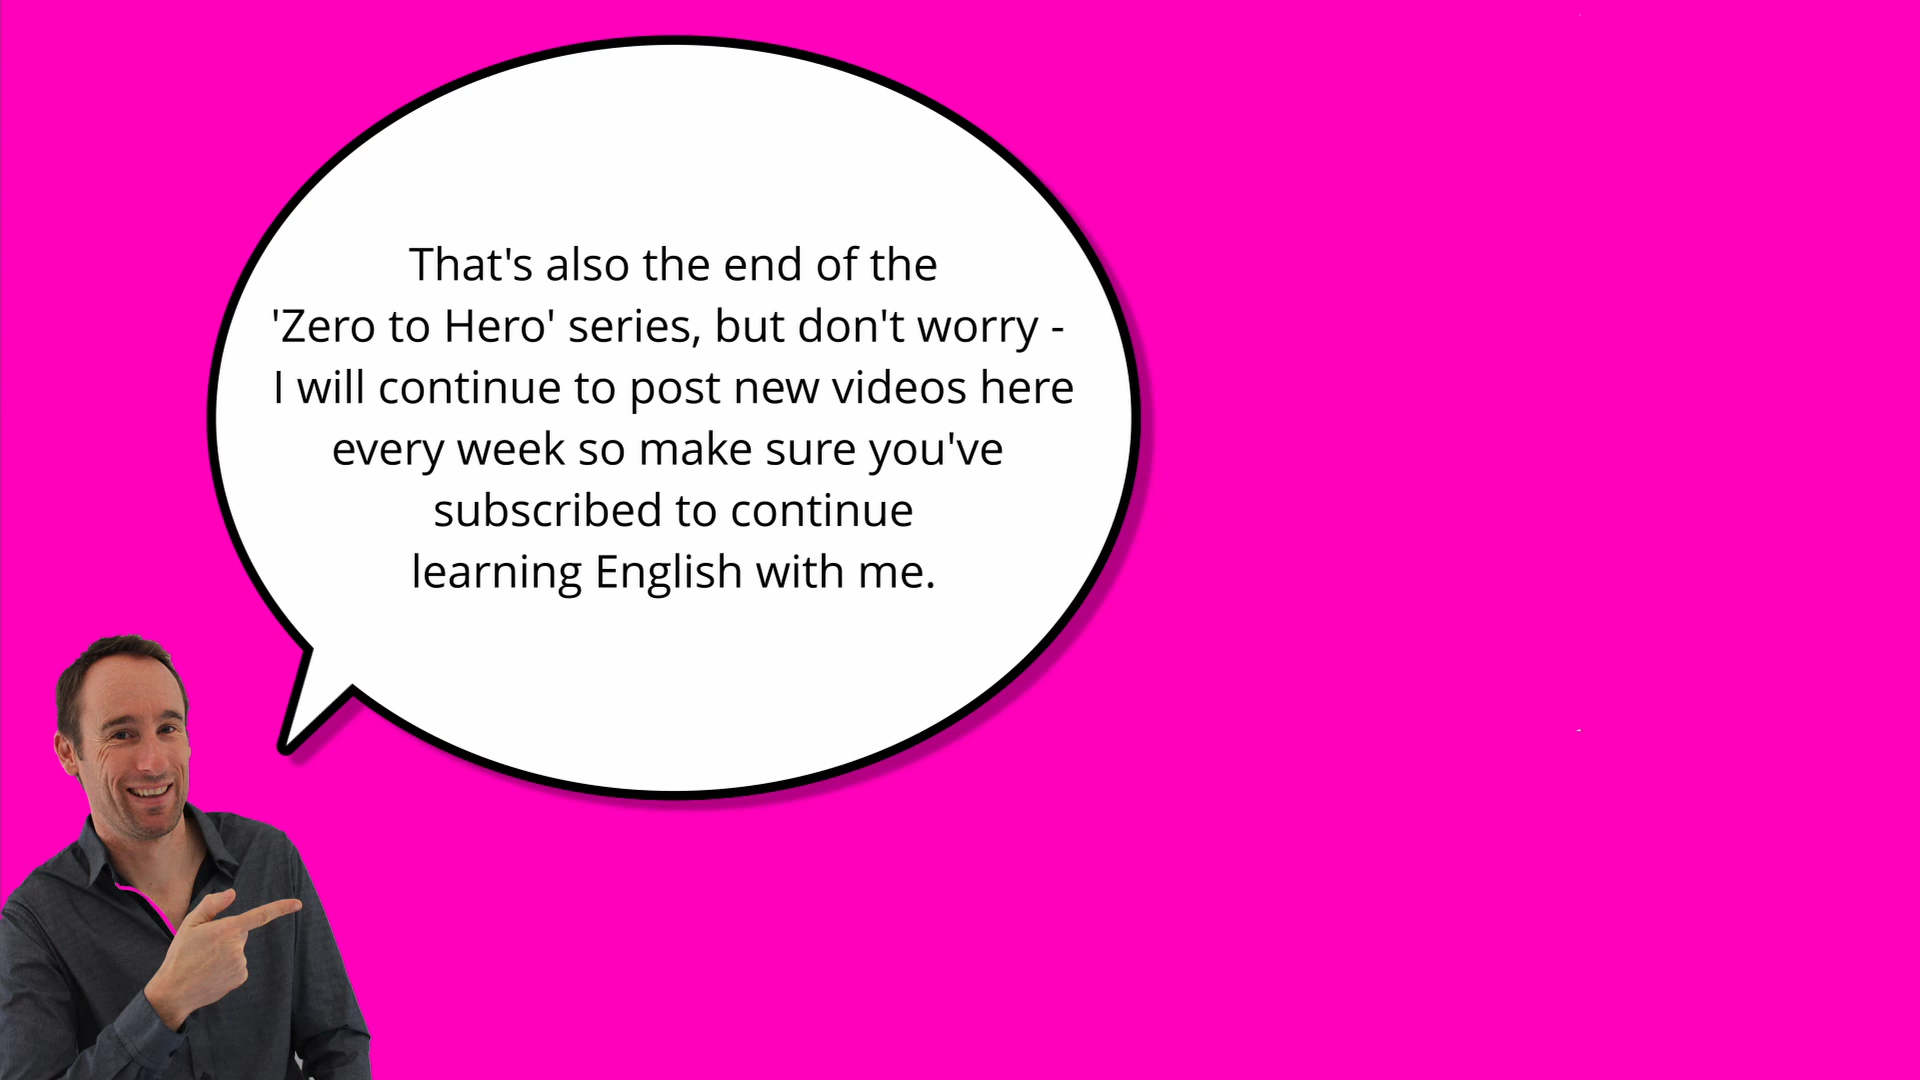 That's also the end of the
'Zero to Hero' series, but don't worry -
I will continue to post new videos here
every week so make sure you've
subscribed to continue
learning English with me.